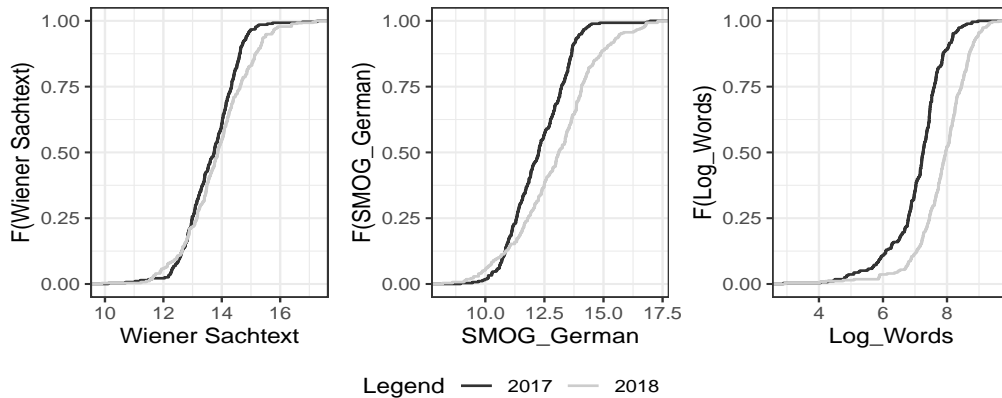 F(Wiener Sachtext)
1.00
0.75
0.50
0.25
0.00
10 12 14 16
Wiener Sachtext
F(SMOG_German)
1.00
0.75
0.50
0.25
0.00
10.0 12.5 15.0 17.5
SMOG_German
F(Log_Words)
1.00
0.75
0.50
0.25
0.00
4 6 8
Log_Words
Legend 2017 2018